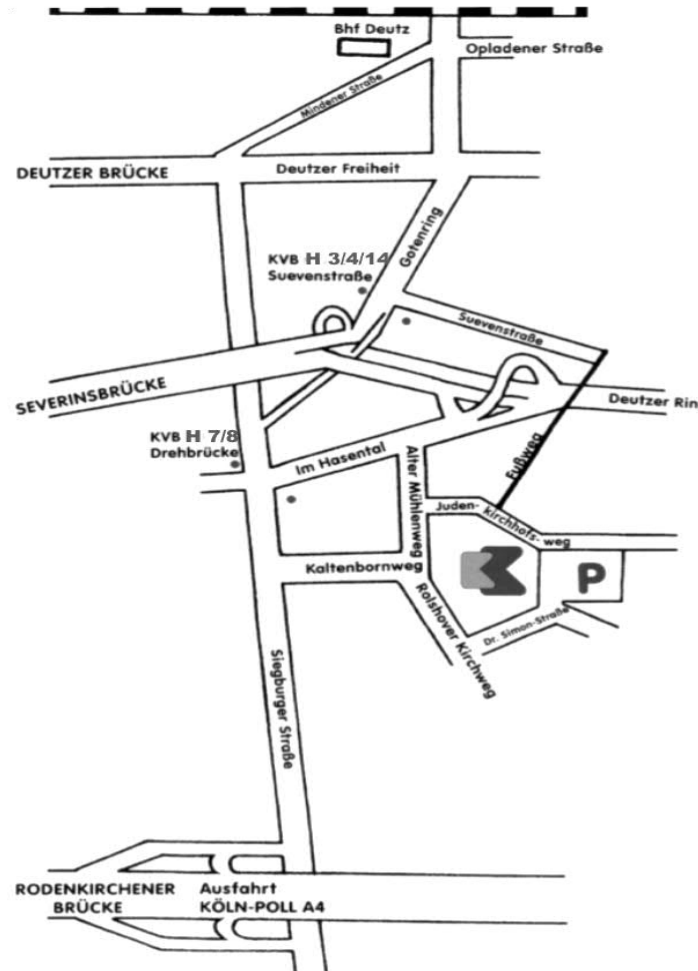 Bhf Deutz
Opladener Straße
Mindener Straße
DEUTZER BRÜCKE
Deutzer Freiheit
Gotenring
KVB H 3/4/14
Suevenstraße
Suevenstraße
SEVERINSBRÜCKE
Deutzer Rin
KVB H 7/8
Drehbrücke
Im Hasental
Fußweg
Alter Mühlenweg
Juden-
kirchhofs-
weg
Kaltenbornweg
P
Rolshover Kirchweg
Dr. Simon-Straße
Siegburger Straße
RODENKIRCHENER
BRÜCKE
Ausfahrt
KÖLN-POLL A4